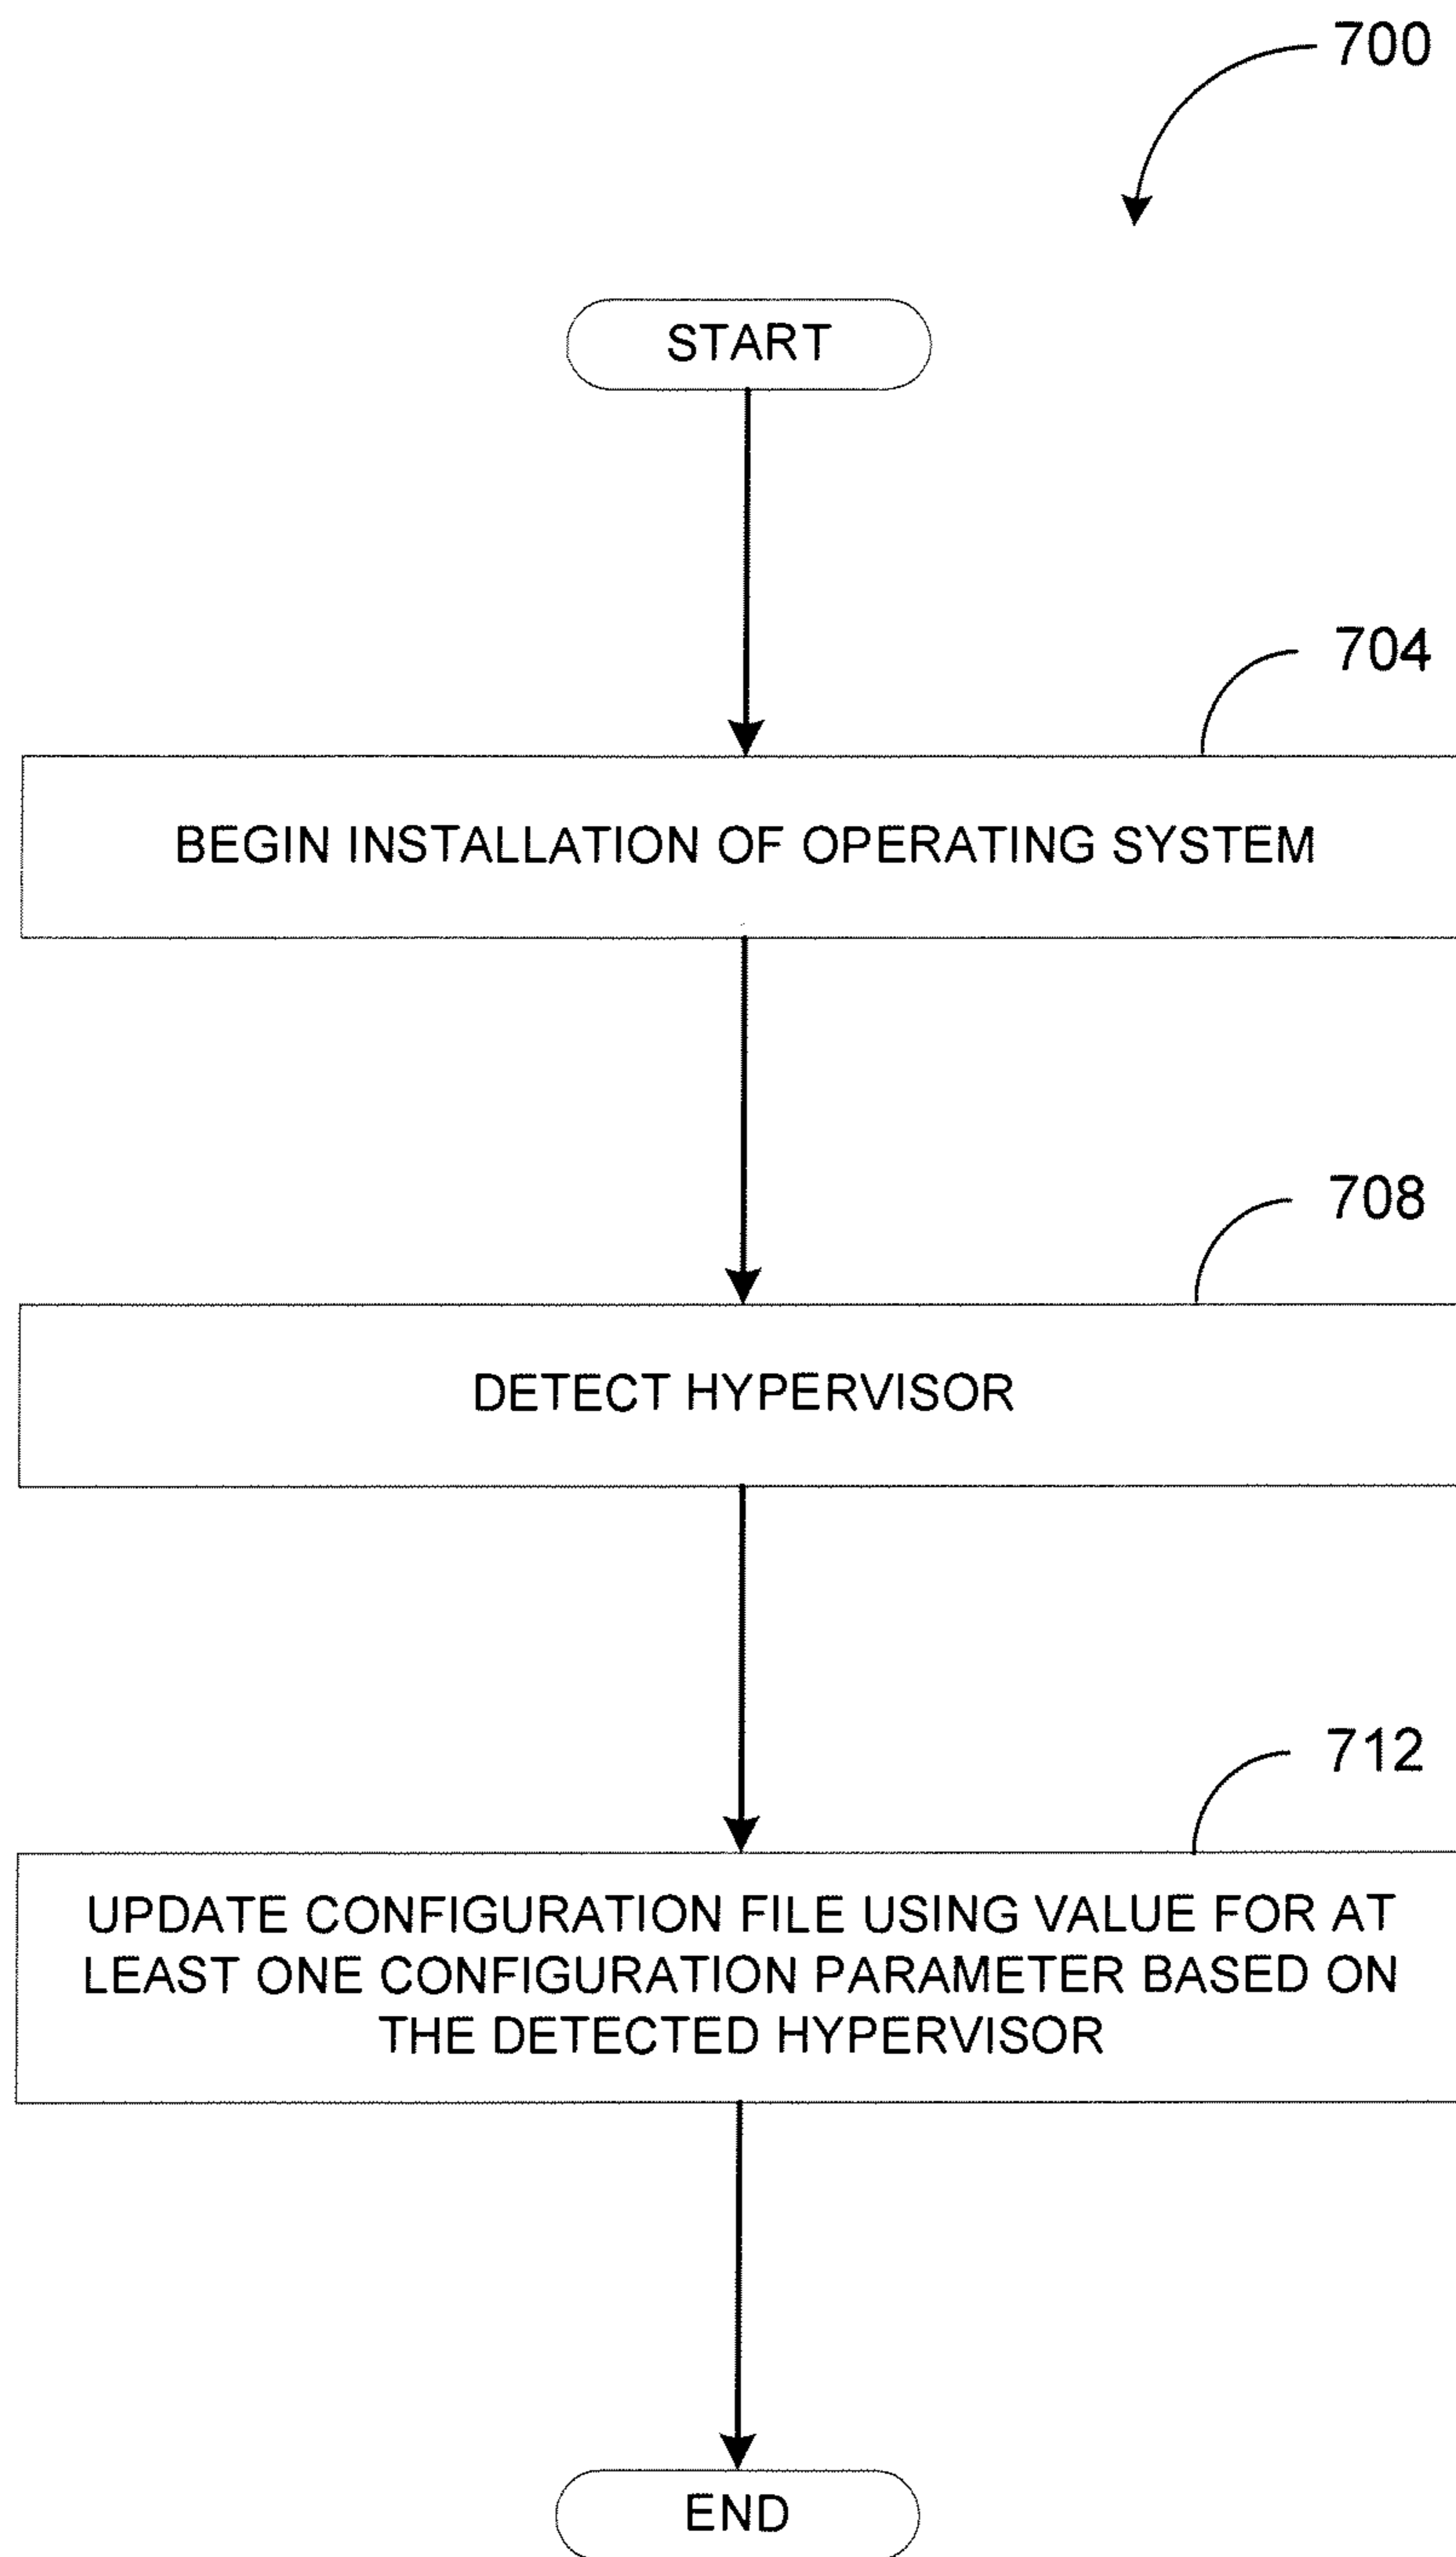 700
START
704
BEGIN INSTALLATION OF OPERATING SYSTEM
708
DETECT HYPERVISOR
712
UPDATE CONFIGURATION FILE USING VALUE FOR AT
LEAST ONE CONFIGURATION PARAMETER BASED ON
THE DETECTED HYPERVISOR
END